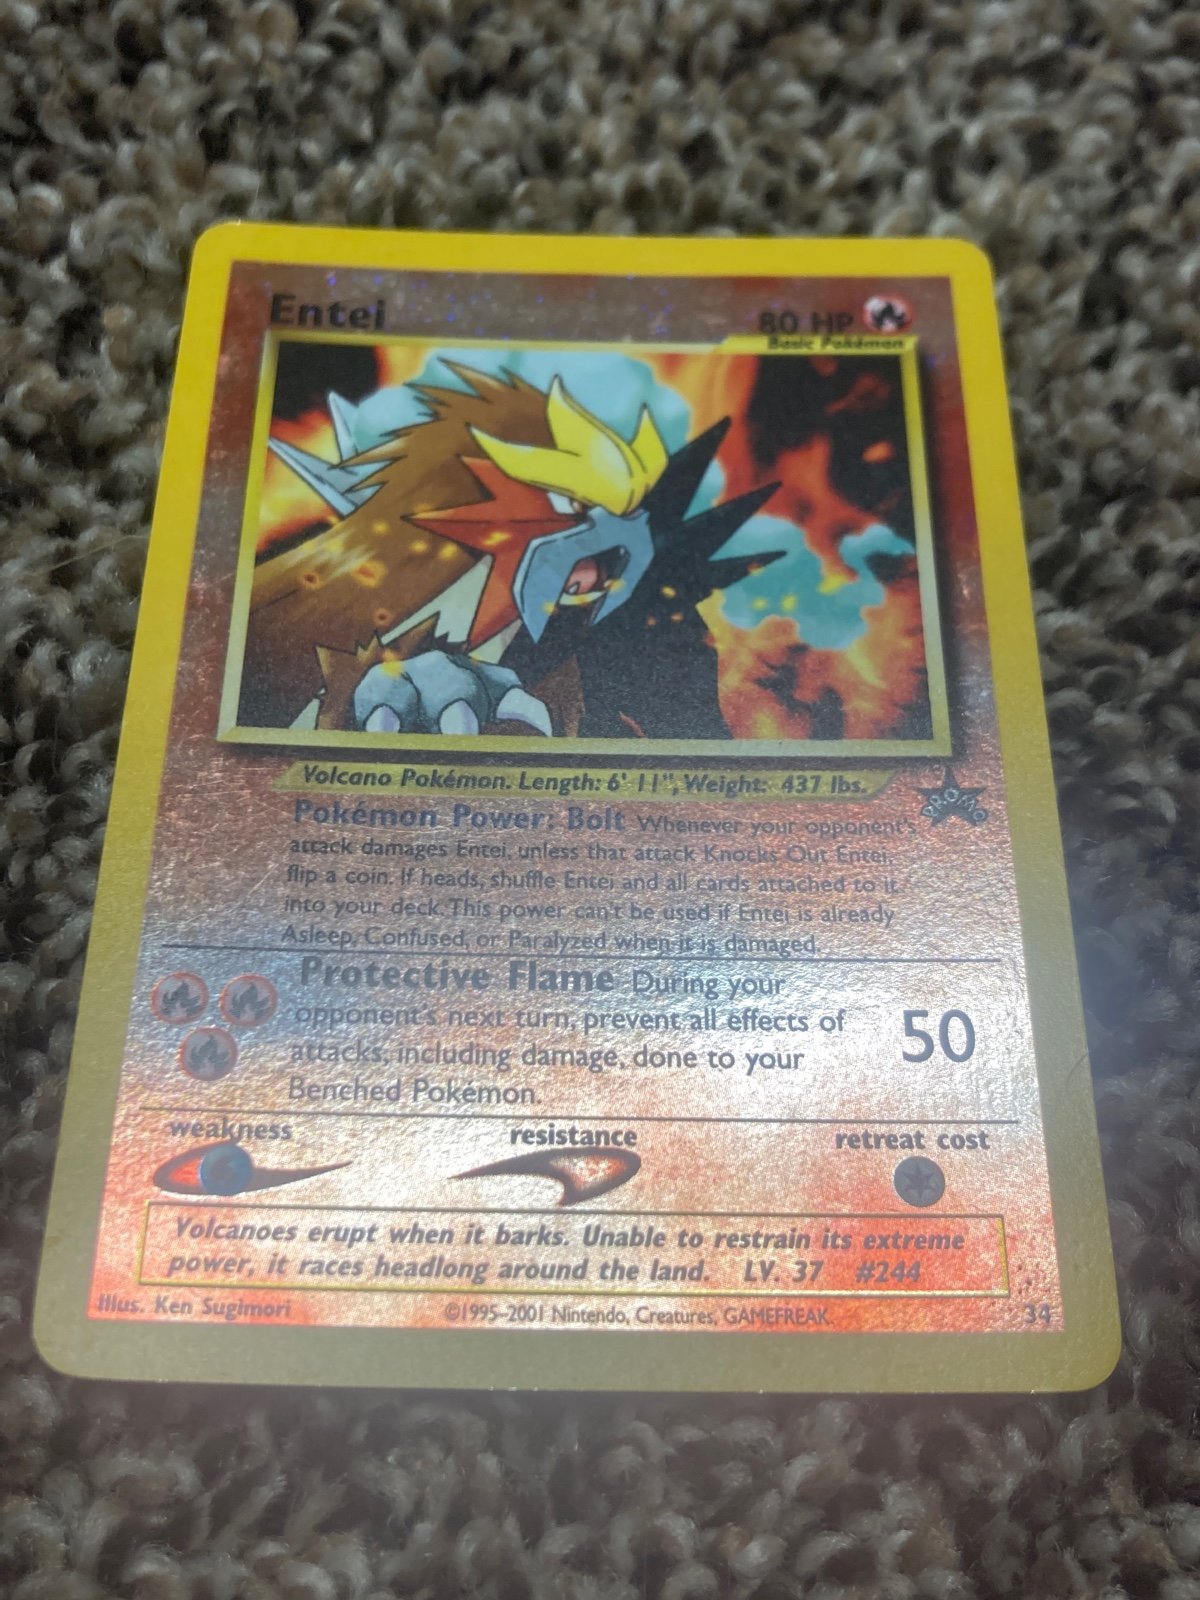 Entei 80 HP
Basic Pokémon
Volcano Pokémon. Length: 6' 11", Weight: 437 lbs.
PROMO
Pokémon Power: Bolt Whenever your opponent's
attack damages Entei, unless that attack Knocks Out Entei,
flip a coin. If heads, shuffle Entei and all cards attached to it
into your deck. This power can't be used if Entei is already
Asleep, Confused, or Paralyzed when it is damaged.
Protective Flame During your
opponent's next turn, prevent all effects of
attacks, including damage, done to your
Benched Pokémon.
50
weakness resistance retreat cost
Volcanoes erupt when it barks. Unable to restrain its extreme
power, it races headlong around the land. LV. 37 #244
Illus. Ken Sugimori ©1995-2001 Nintendo, Creatures, GAMEFREAK. 34